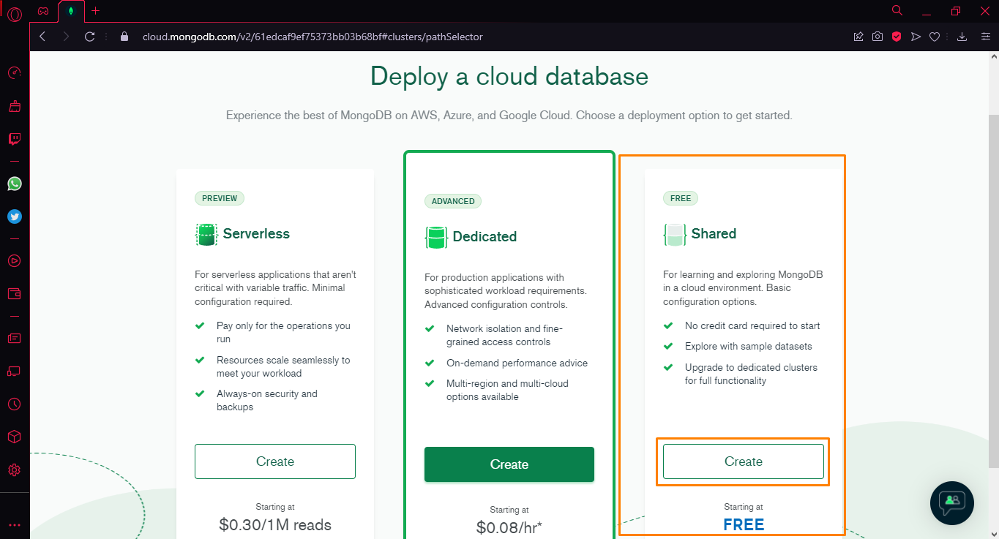 cloud.mongodb.com/v2/61edcaf9ef75373bb03b68bf#clusters/pathSelector
Deploy a cloud database
Experience the best of MongoDB on AWS, Azure, and Google Cloud. Choose a deployment option to get started.
PREVIEW
Serverless
For serverless applications that aren't
critical with variable traffic. Minimal
configuration required.
Pay only for the operations you
run
Resources scale seamlessly to
meet your workload
Always-on security and
backups
Create
Starting at
$0.30/1M reads
ADVANCED
Dedicated
For production applications with
sophisticated workload requirements.
Advanced configuration controls.
Network isolation and fine-
grained access controls
On-demand performance advice
Multi-region and multi-cloud
options available
Create
Starting at
$0.08/hr*
FREE
Shared
For learning and exploring MongoDB
in a cloud environment. Basic
configuration options.
No credit card required to start
Explore with sample datasets
Upgrade to dedicated clusters
for full functionality
Create
Starting at
FREE